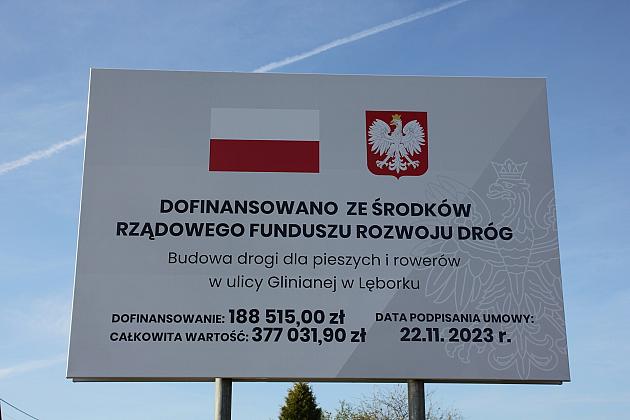 DOFINANSOWANO ZE ŚRODKÓW
RZĄDOWEGO FUNDUSZU ROZWOJU DRÓG
Budowa drogi dla pieszych i rowerów
w ulicy Glinianej w Lęborku
DOFINANSOWANIE: 188 515,00 zł
CAŁKOWITA WARTOŚĆ: 377 031,90 zł
DATA PODPISANIA UMOWY:
22.11. 2023 r.